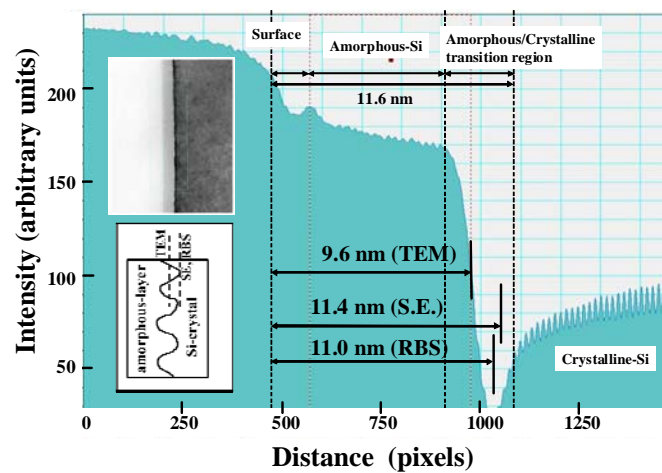 Surface
Amorphous-Si
Amorphous/Crystalline
transition region
11.6 nm
Intensity (arbitrary units)
200
150
100
50
TEM
SE, RBS
amorphous-layer
Si-crystal
9.6 nm (TEM)
11.4 nm (S.E.)
11.0 nm (RBS)
Crystalline-Si
0
250
500
750
1000
1250
Distance (pixels)